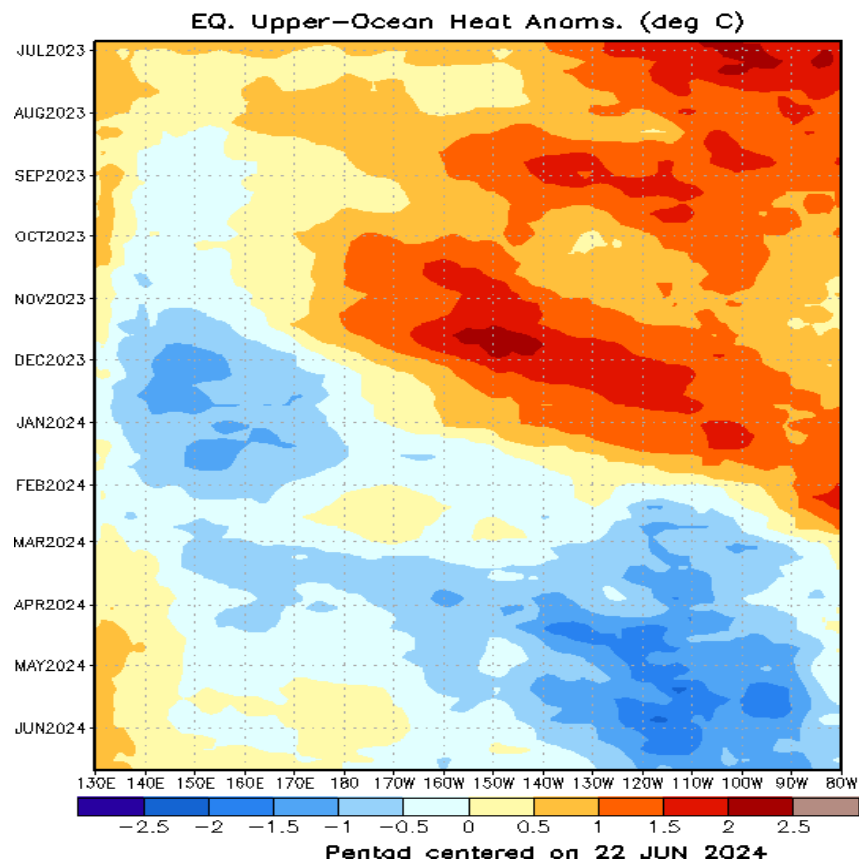 EQ. Upper-Ocean Heat Anoms. (deg C)
JUL2023
AUG2023
SEP2023
OCT2023
NOV2023
DEC2023
JAN2024
FEB2024
MAR2024
APR2024
MAY2024
JUN2024
130E 140E 150E 160E 170E 180 170W 160W 150W 140W 130W 120W 110W 100W 90W 80W
-2.5 -2 -1.5 -1 -0.5 0 0.5 1 1.5 2 2.5
Pentad centered on 22 JUN 2024